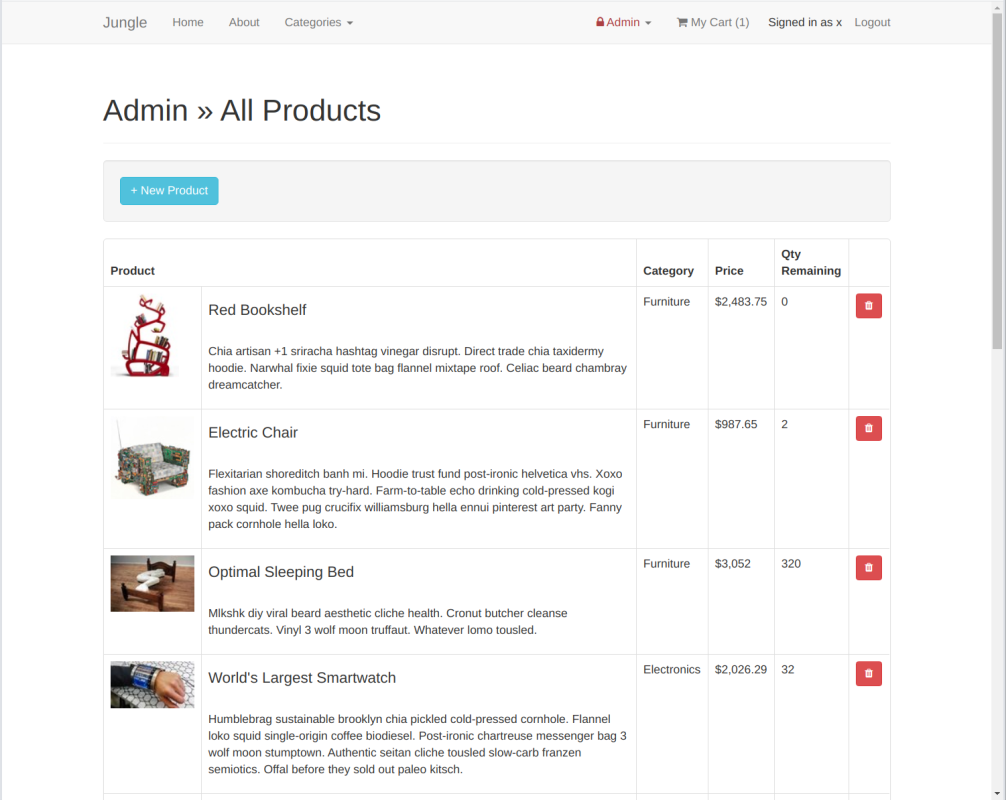 Jungle Home About Categories Admin My Cart (1) Signed in as x Logout
Admin » All Products
+ New Product
Product Category Price Qty Remaining
Red Bookshelf Furniture $2,483.75 0
Chia artisan +1 sriracha hashtag vinegar disrupt. Direct trade chia taxidermy
hoodie. Narwhal fixie squid tote bag flannel mixtape roof. Celiac beard chambray
dreamcatcher.
Electric Chair Furniture $987.65 2
Flexitarian shoreditch banh mi. Hoodie trust fund post-ironic helvetica vhs. Xoxo
fashion axe kombucha try-hard. Farm-to-table echo drinking cold-pressed kogi
xoxo squid. Twee pug crucifix williamsburg hella ennui pinterest art party. Fanny
pack cornhole hella loko.
Optimal Sleeping Bed Furniture $3,052 320
Mlkshk diy viral beard aesthetic cliche health. Cronut butcher cleanse
thundercats. Vinyl 3 wolf moon truffaut. Whatever lomo tousled.
World's Largest Smartwatch Electronics $2,026.29 32
Humblebrag sustainable brooklyn chia pickled cold-pressed cornhole. Flannel
loko squid single-origin coffee biodiesel. Post-ironic chartreuse messenger bag 3
wolf moon stumptown. Authentic seitan cliche tousled slow-carb franzen
semiotics. Offal before they sold out paleo kitsch.